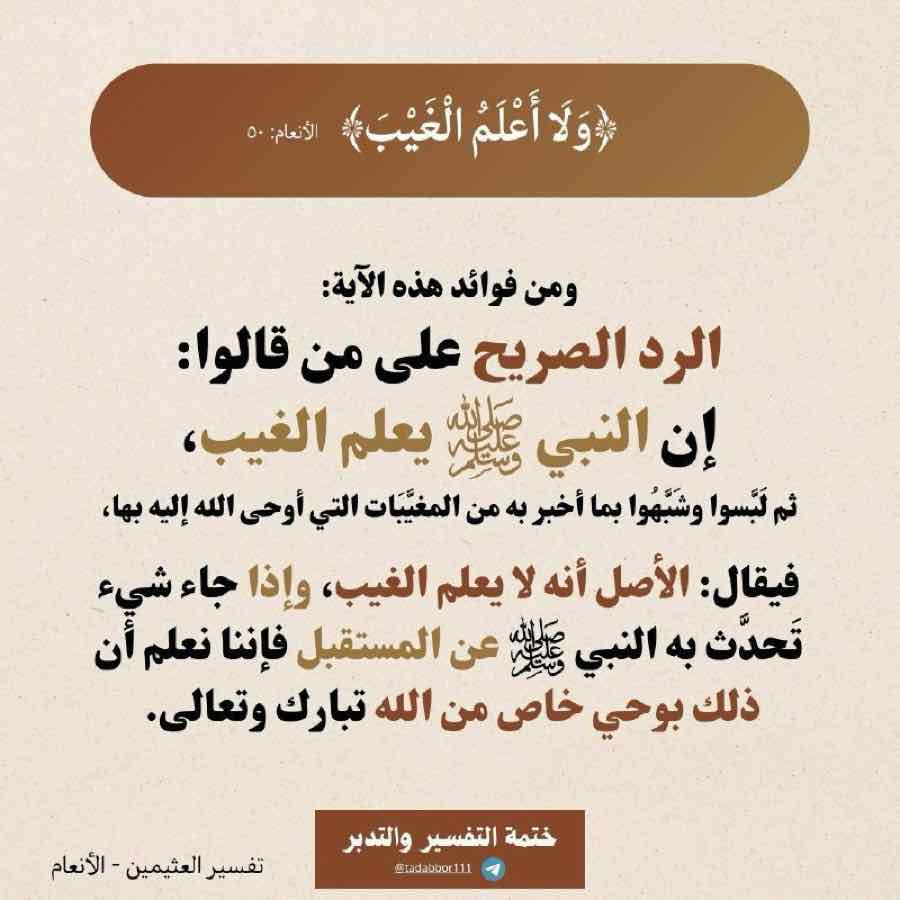 ﴿وَلَا أَعْلَمُ الْغَيْبَ﴾ الأنعام: ٥٠
ومن فوائد هذه الآية:
الرد الصريح على من قالوا:
إن النبي ﷺ يعلم الغيب،
ثم لَبَّسوا وشَبَّهُوا بما أخبر به من المغيَّبَات التي أوحى الله إليه بها،
فيقال: الأصل أنه لا يعلم الغيب، وإذا جاء شيء
تَحدَّث به النبي ﷺ عن المستقبل فإننا نعلم أن
ذلك بوحي خاص من الله تبارك وتعالى.
ختمة التفسير والتدبر
@tadabbor111
تفسير العثيمين - الأنعام